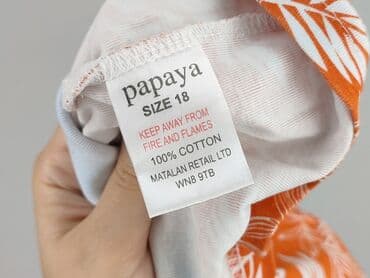 papaya
SIZE 18
KEEP AWAY FROM
FIRE AND FLAMES
100% COTTON
MATALAN RETAIL LTD
WN8 9TB